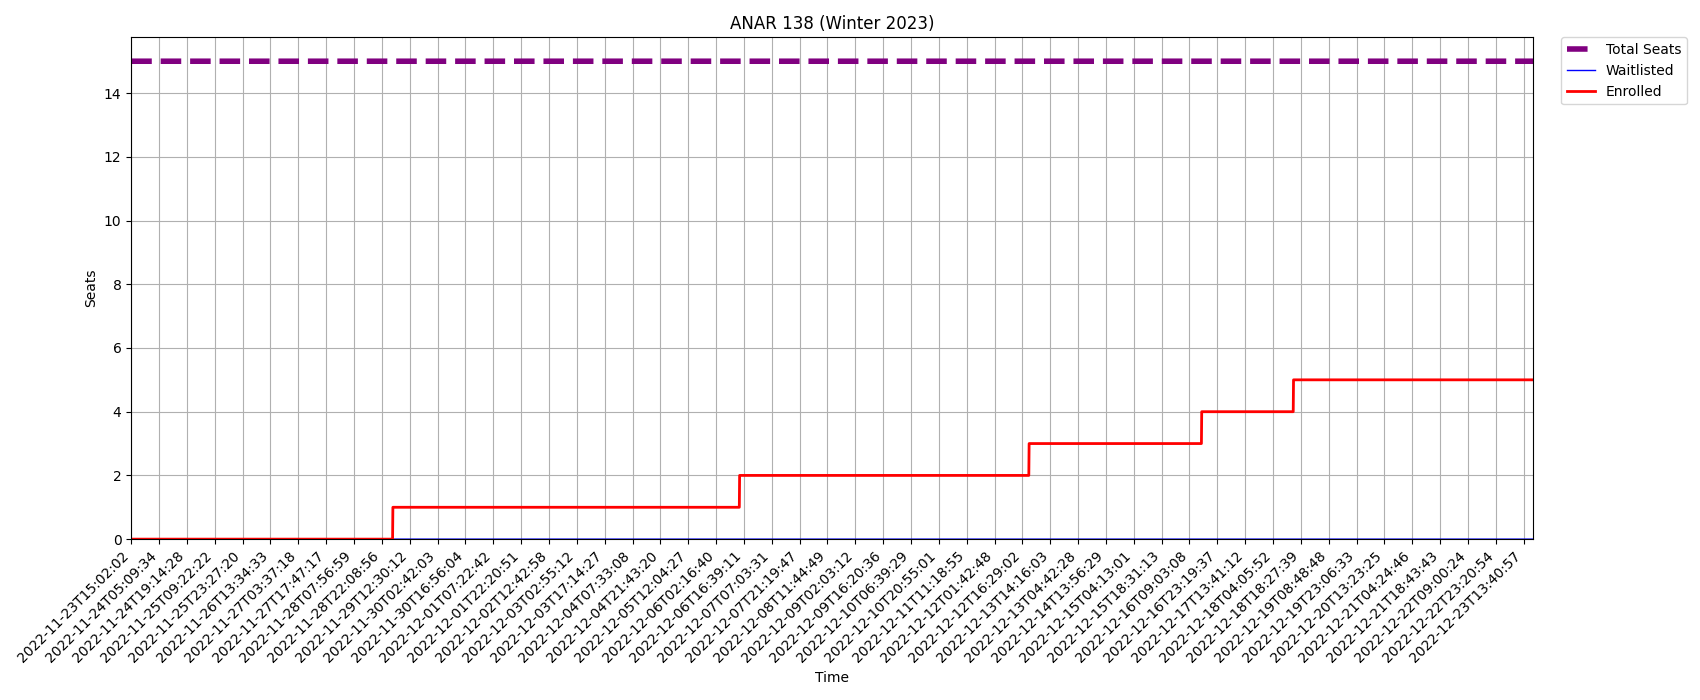 ANAR 138 (Winter 2023)
Total Seats
Waitlisted
Enrolled
Seats
14
12
10
8
6
4
2
0
2022-11-23T15:02:02
2022-11-24T05:09:34
2022-11-24T19:14:28
2022-11-25T09:22:22
2022-11-25T23:27:20
2022-11-26T13:34:33
2022-11-27T03:37:18
2022-11-27T17:47:17
2022-11-28T07:56:59
2022-11-28T22:08:56
2022-11-29T12:30:12
2022-11-30T02:42:03
2022-11-30T16:56:04
2022-12-01T07:22:42
2022-12-01T22:20:51
2022-12-02T12:42:58
2022-12-03T02:55:12
2022-12-03T17:14:27
2022-12-04T07:33:08
2022-12-04T21:43:20
2022-12-05T12:04:27
2022-12-06T02:16:40
2022-12-06T16:39:11
2022-12-07T07:03:31
2022-12-07T21:19:47
2022-12-08T11:44:49
2022-12-09T02:03:12
2022-12-09T16:20:36
2022-12-10T06:39:29
2022-12-10T20:55:01
2022-12-11T11:18:55
2022-12-12T01:42:48
2022-12-12T16:29:02
2022-12-13T14:16:03
2022-12-13T04:42:28
2022-12-14T13:56:29
2022-12-15T04:13:01
2022-12-15T18:31:13
2022-12-16T09:03:08
2022-12-16T23:19:37
2022-12-17T13:41:12
2022-12-18T04:05:52
2022-12-18T18:27:39
2022-12-19T08:48:48
2022-12-19T23:06:33
2022-12-20T13:23:25
2022-12-21T04:24:46
2022-12-21T18:43:43
2022-12-22T09:00:24
2022-12-22T23:20:54
2022-12-23T13:40:57
Time